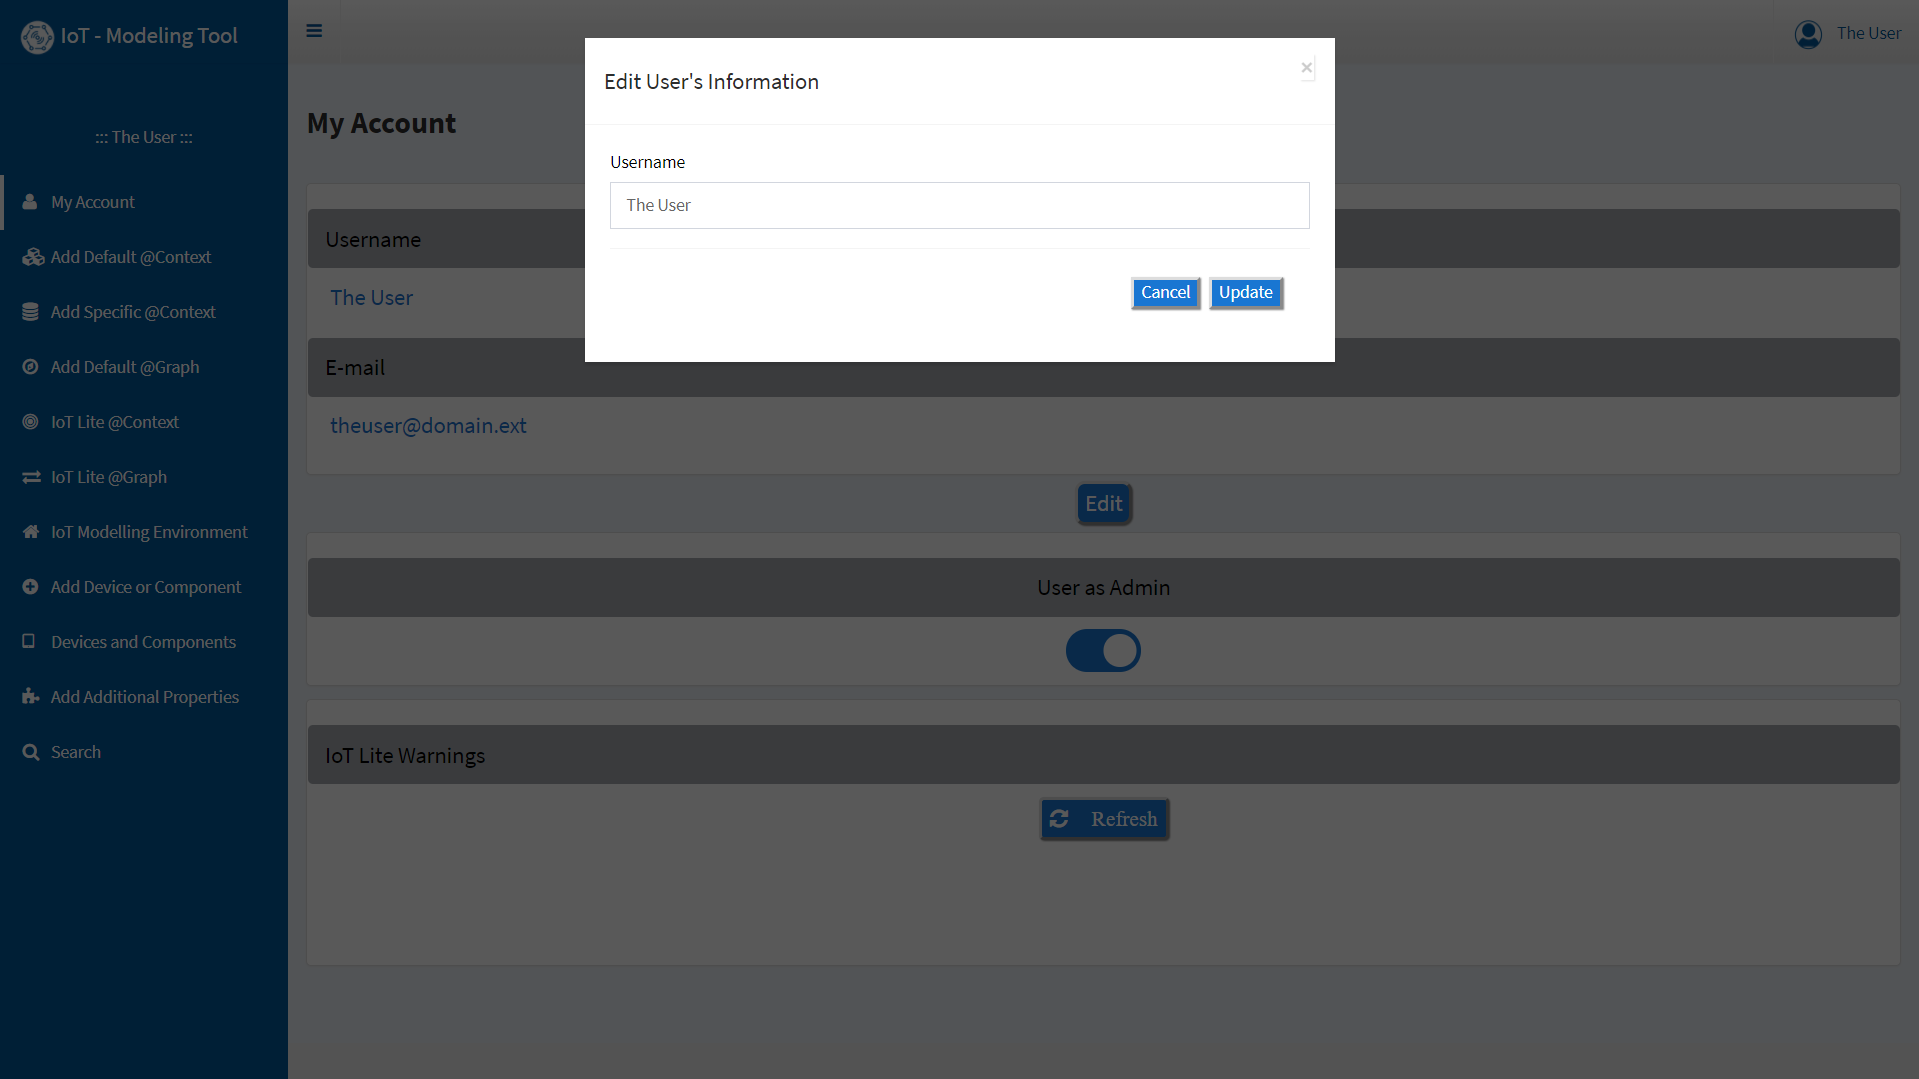 IoT - Modeling Tool
::: The User :::
My Account
Add Default @Context
Add Specific @Context
Add Default @Graph
IoT Lite @Context
IoT Lite @Graph
IoT Modelling Environment
Add Device or Component
Devices and Components
Add Additional Properties
Search
The User
My Account
Username
The User
E-mail
theuser@domain.ext
Edit
User as Admin
IoT Lite Warnings
Refresh
Edit User's Information
×
Username
The User
Cancel Update